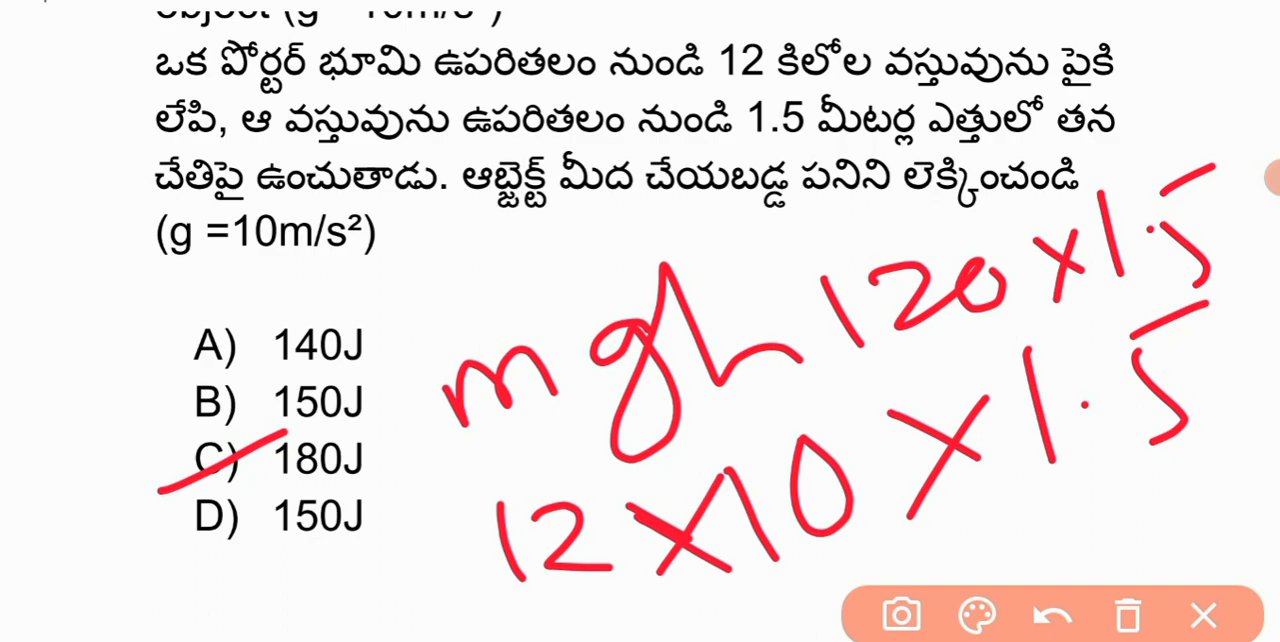 ఒక పోర్టర్ భూమి ఉపరితలం నుండి 12 కిలోల వస్తువును పైకి
లేపి, ఆ వస్తువును ఉపరితలం నుండి 1.5 మీటర్ల ఎత్తులో తన
చేతిపై ఉంచుతాడు. ఆబ్జెక్ట్ మీద చేయబడ్డ పనిని లెక్కించండి
(g =10m/s²)
120 x 1.5
mgh
A) 140J
B) 150J
C) 180J
D) 150J
12 x 10 x 1.5